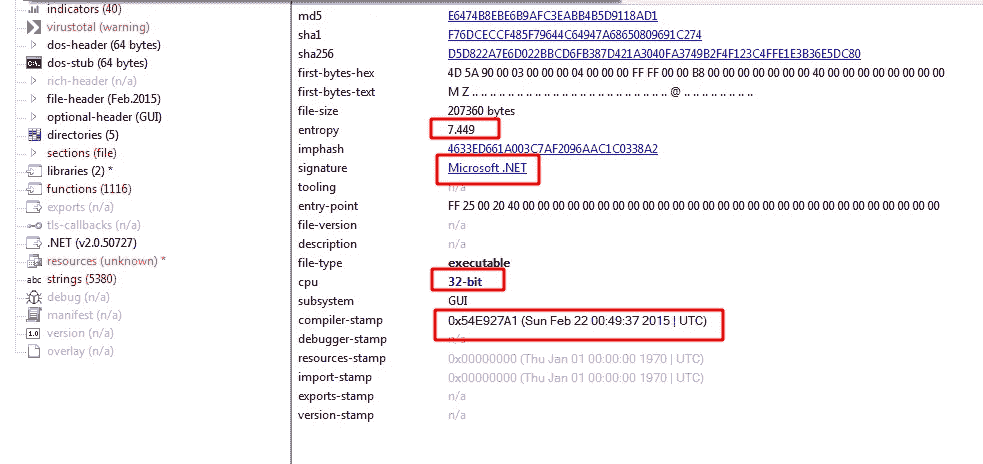 indicators (40)
virustotal (warning)
dos-header (64 bytes)
dos-stub (64 bytes)
rich-header (n/a)
file-header (Feb.2015)
optional-header (GUI)
directories (5)
sections (file)
libraries (2) *
functions (1116)
exports (n/a)
tls-callbacks (n/a)
.NET (v2.0.50727)
resources (unknown) *
abc strings (5380)
debug (n/a)
manifest (n/a)
1.0 version (n/a)
overlay (n/a)
md5 E6474B8EBE6B9AFC3EABB4B5D9118AD1
sha1 F76DCECCF485F79644C64947A68650809691C274
sha256 D5D822A7E6D022BBCD6FB387D421A3040FA3749B2F4F123C4FFE1E3B36E5DC80
first-bytes-hex 4D 5A 90 00 03 00 00 00 04 00 00 00 FF FF 00 00 B8 00 00 00 00 00 00 00 40 00 00 00 00 00 00 00
first-bytes-text M Z .. .. .. .. .. .. .. .. .. .. .. .. .. .. .. .. .. .. .. .. .. .. @ .. .. .. .. .. .. ..
file-size 207360 bytes
entropy 7.449
imphash 4633ED661A003C7AF2096AAC1C0338A2
signature Microsoft .NET
tooling n/a
entry-point FF 25 00 20 40 00 00 00 00 00 00 00 00 00 00 00 00 00 00 00 00 00 00 00 00 00 00 00 00 00 00 00
file-version n/a
description n/a
file-type executable
cpu 32-bit
subsystem GUI
compiler-stamp 0x54E927A1 (Sun Feb 22 00:49:37 2015 | UTC)
debugger-stamp n/a
resources-stamp 0x00000000 (Thu Jan 01 00:00:00 1970 | UTC)
import-stamp 0x00000000 (Thu Jan 01 00:00:00 1970 | UTC)
exports-stamp n/a
version-stamp n/a